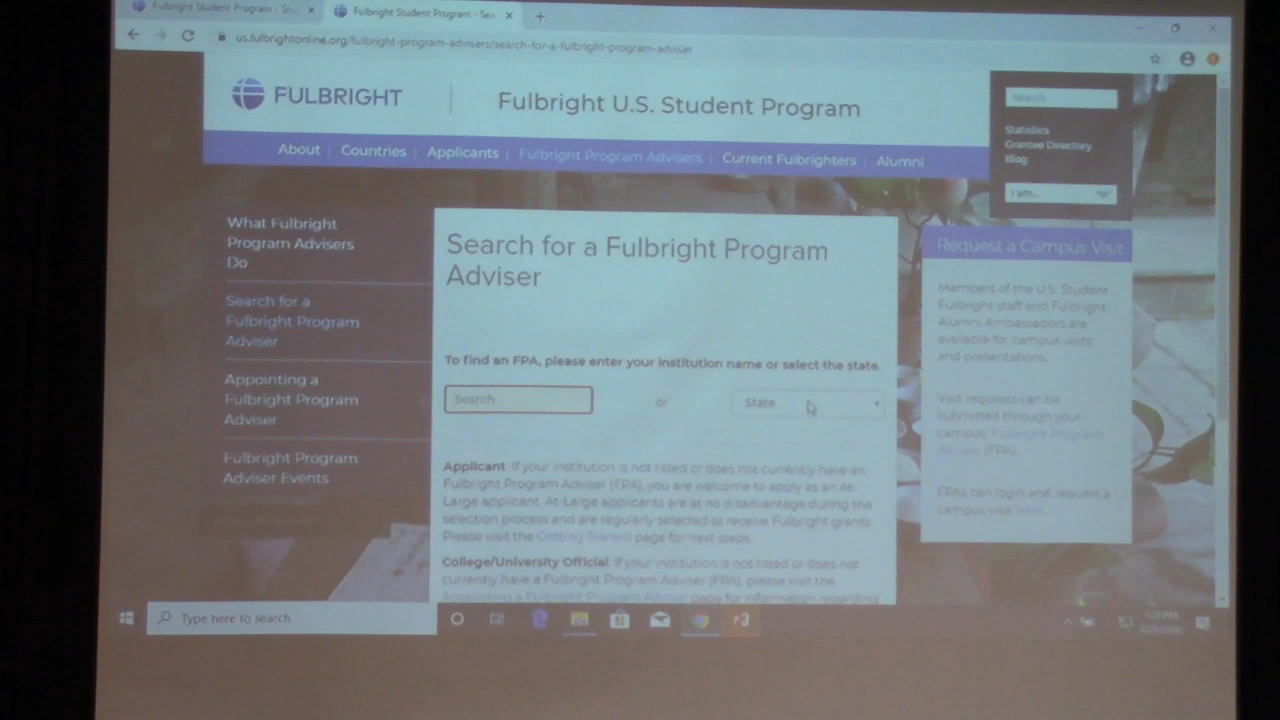 Fulbright Student Program - Stu
Fulbright Student Program - Sea
us.fulbrightonline.org/fulbright-program-advisers/search-for-a-fulbright-program-adviser
FULBRIGHT
Fulbright U.S. Student Program
Search
Statistics
Grantee Directory
Blog
I am...
About | Countries | Applicants | Fulbright Program Advisers | Current Fulbrighters | Alumni
What Fulbright
Program Advisers
Do
Search for a
Fulbright Program
Adviser
Appointing a
Fulbright Program
Adviser
Fulbright Program
Adviser Events
Search for a Fulbright Program
Adviser
To find an FPA, please enter your institution name or select the state.
Search
or
State
Applicant If your institution is not listed or does not currently have an
Fulbright Program Adviser (FPA), you are welcome to apply as an At-
Large applicant. At-Large applicants are at no disadvantage during the
selection process and are regularly selected to receive Fulbright grants.
Please visit the Getting Started page for next steps.
College/University Official If your institution is not listed or does not
currently have a Fulbright Program Adviser (FPA), please visit the
Appointing a Fulbright Program Adviser page for information regarding
Request a Campus Visit
Members of the U.S. Student
Fulbright staff and Fulbright
Alumni Ambassadors are
available for campus visits
and presentations.
Visit requests can be
submitted through your
campus' Fulbright Program
Adviser (FPA).
FPAs can login and request a
campus visit here.
Type here to search